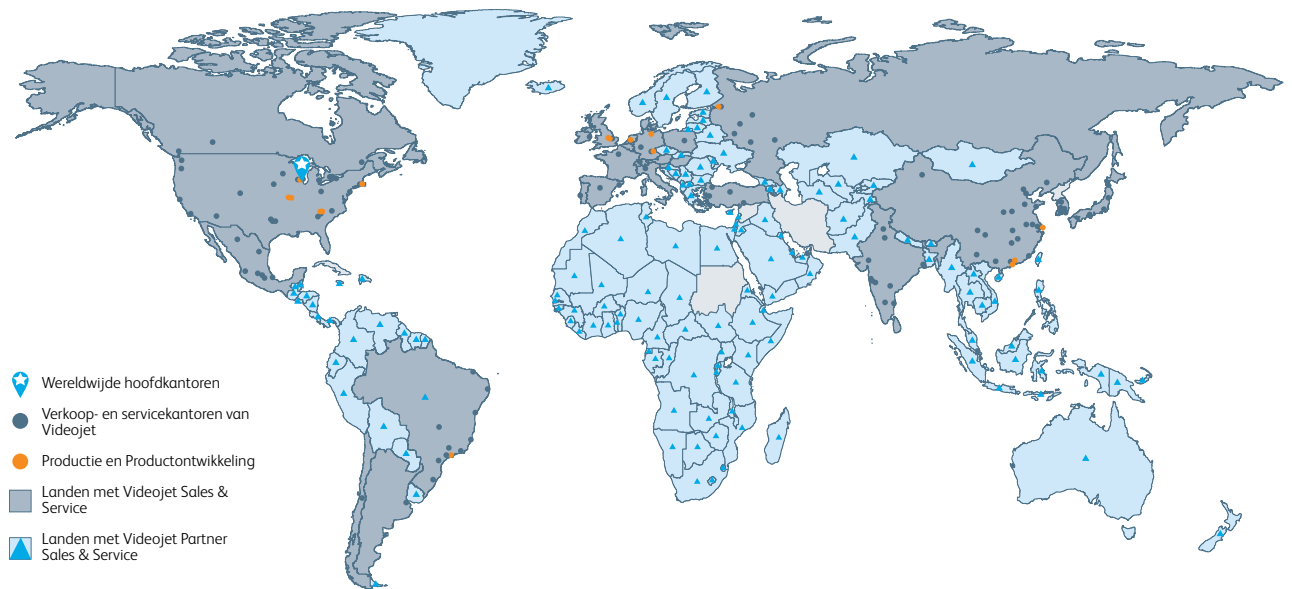 Wereldwijde hoofdkantoren
Verkoop- en servicekantoren van
Videojet
Productie en Productontwikkeling
Landen met Videojet Sales &
Service
Landen met Videojet Partner
Sales & Service